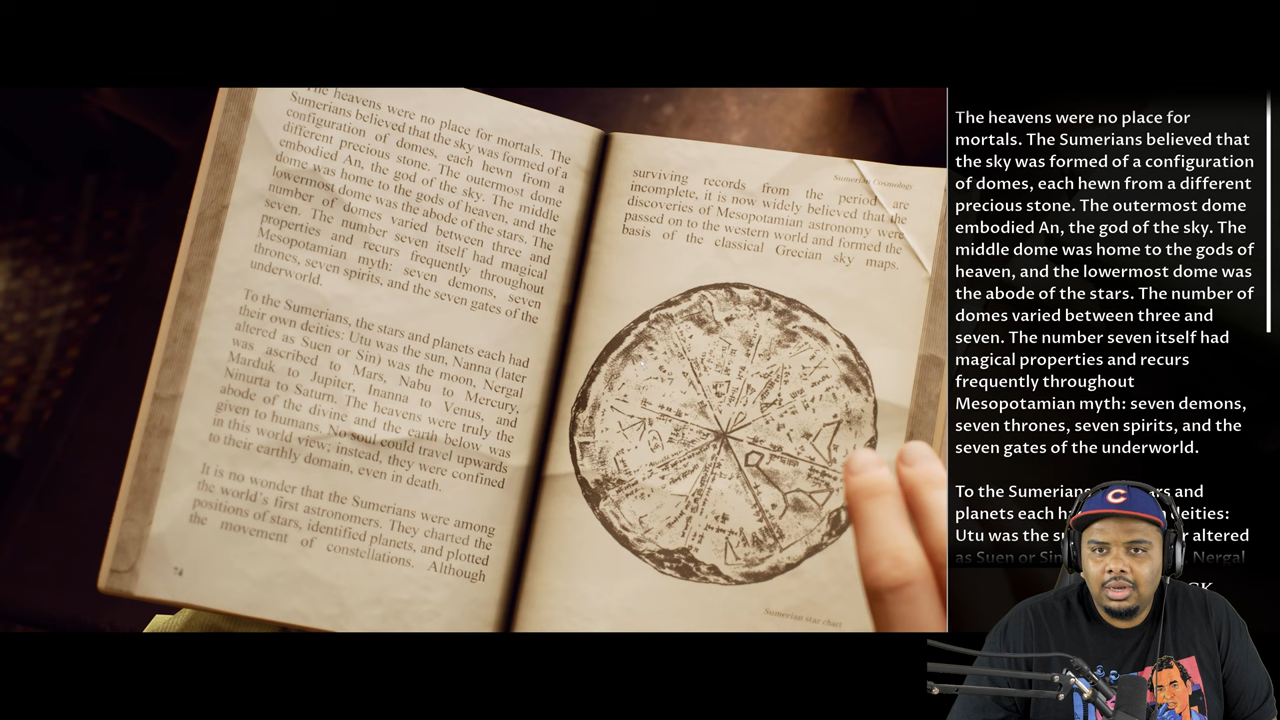 The heavens were no place for mortals. The
Sumerians believed that the sky was formed of a
configuration of domes, each hewn from a
different precious stone. The outermost dome
embodied An, the god of the sky. The middle
dome was home to the gods of heaven, and the
lowermost dome was the abode of the stars. The
number of domes varied between three and
seven. The number seven itself had magical
properties and recurs frequently throughout
Mesopotamian myth: seven demons, seven
thrones, seven spirits, and the seven gates of the
underworld.
To the Sumerians, the stars and planets each had
their own deities: Utu was the sun, Nanna (later
altered as Suen or Sin) was the moon, Nergal
was ascribed to Mars, Nabu to Mercury,
Marduk to Jupiter, Inanna to Venus, and
Ninurta to Saturn. The heavens were truly the
abode of the divine and the earth below was
given to humans. No soul could travel upwards
in this world view; instead, they were confined
to their earthly domain, even in death.
It is no wonder that the Sumerians were among
the world's first astronomers. They charted the
positions of stars, identified planets, and plotted
the movement of constellations. Although
74
Sumerian Cosmology
surviving records from the period are
incomplete, it is now widely believed that the
discoveries of Mesopotamian astronomy were
passed on to the western world and formed the
basis of the classical Grecian sky maps.
Sumerian star chart
The heavens were no place for
mortals. The Sumerians believed that
the sky was formed of a configuration
of domes, each hewn from a different
precious stone. The outermost dome
embodied An, the god of the sky. The
middle dome was home to the gods of
heaven, and the lowermost dome was
the abode of the stars. The number of
domes varied between three and
seven. The number seven itself had
magical properties and recurs
frequently throughout
Mesopotamian myth: seven demons,
seven thrones, seven spirits, and the
seven gates of the underworld.
To the Sumerians and
planets each deities:
Utu was the altered
as Suen or Sin Nergal
C